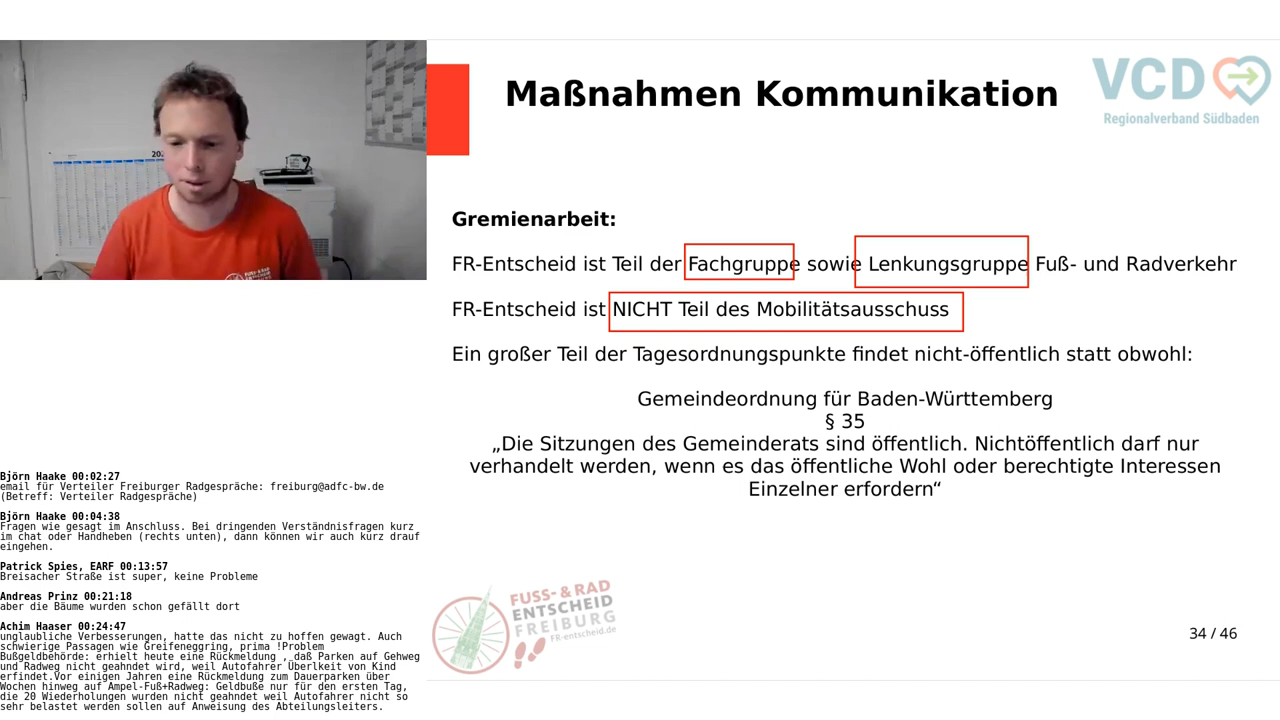 Maßnahmen Kommunikation
VCD
Regionalverband Südbaden
Gremienarbeit:
FR-Entscheid ist Teil der Fachgruppe sowie Lenkungsgruppe Fuß- und Radverkehr
FR-Entscheid ist NICHT Teil des Mobilitätsausschuss
Ein großer Teil der Tagesordnungspunkte findet nicht-öffentlich statt obwohl:
Gemeindeordnung für Baden-Württemberg
§ 35
„Die Sitzungen des Gemeinderats sind öffentlich. Nichtöffentlich darf nur
verhandelt werden, wenn es das öffentliche Wohl oder berechtigte Interessen
Einzelner erfordern“
FUSS- & RAD
ENTSCHEID
FREIBURG
FR-entscheid.de
34 / 46
Björn Haake 00:02:27
email für Verteiler Freiburger Radgespräche: freiburg@adfc-bw.de
(Betreff: Verteiler Radgespräche)
Björn Haake 00:04:38
Fragen wie gesagt im Anschluss. Bei dringenden Verständnisfragen kurz
im chat oder Handheben (rechts unten), dann können wir auch kurz drauf
eingehen.
Patrick Spies, EARF 00:13:57
Breisacher Straße ist super, keine Probleme
Andreas Prinz 00:21:18
aber die Bäume wurden schon gefällt dort
Achim Haaser 00:24:47
unglaubliche Verbesserungen, hatte das nicht zu hoffen gewagt. Auch
schwierige Passagen wie Greifeneggring, prima !Problem
Bußgeldbehörde: erhielt heute eine Rückmeldung ,,daß Parken auf Gehweg
und Radweg nicht geahndet wird, weil Autofahrer Überlkeit von Kind
erfindet.Vor einigen Jahren eine Rückmeldung zum Dauerparken über
Wochen hinweg auf Ampel-Fuß+Radweg: Geldbuße nur für den ersten Tag,
die 20 Wiederholungen wurden nicht geahndet weil Autofahrer nicht so
sehr belastet werden sollen auf Anweisung des Abteilungsleiters.